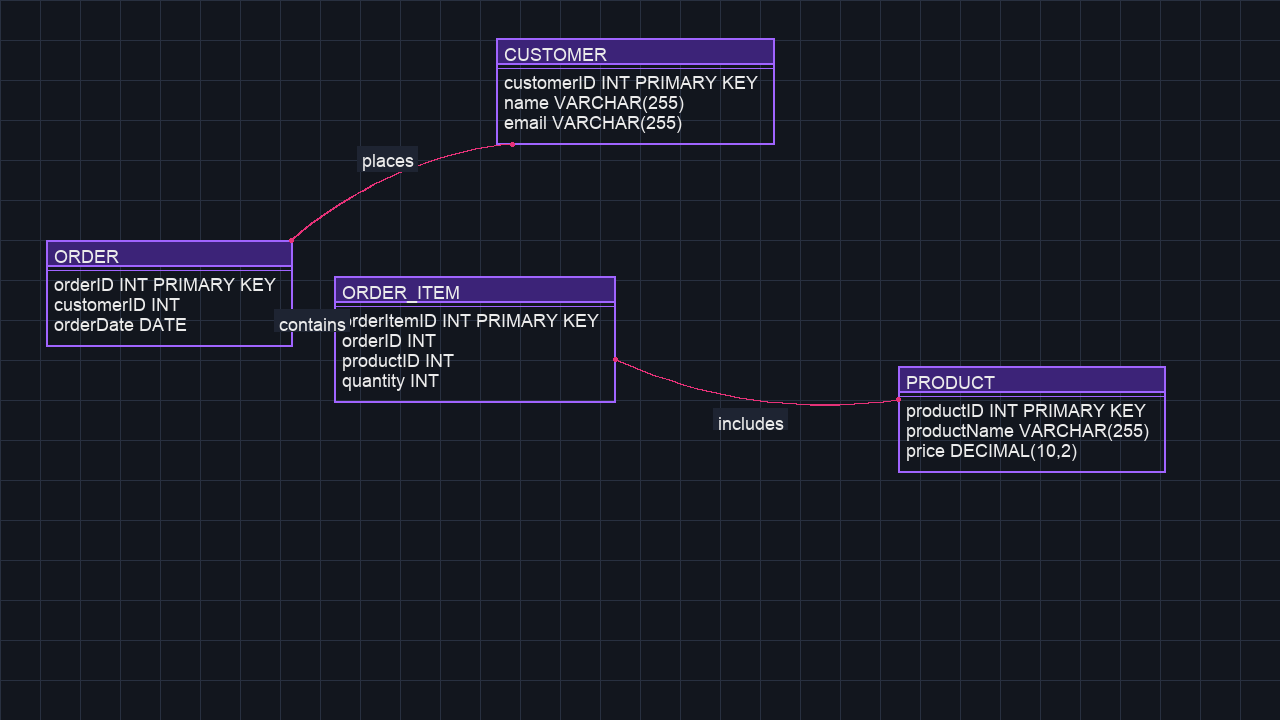 CUSTOMER
customerID INT PRIMARY KEY
name VARCHAR(255)
email VARCHAR(255)
places
ORDER
orderID INT PRIMARY KEY
customerID INT
orderDate DATE
contains
ORDER_ITEM
orderItemID INT PRIMARY KEY
orderID INT
productID INT
quantity INT
includes
PRODUCT
productID INT PRIMARY KEY
productName VARCHAR(255)
price DECIMAL(10,2)